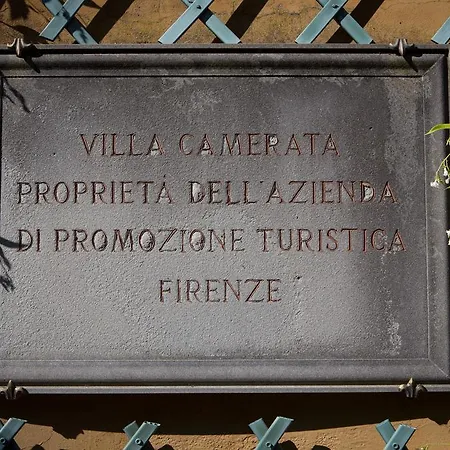 VILLA CAMERATA
PROPRIETÀ DELL'AZIENDA
DI PROMOZIONE TURISTICA
FIRENZE